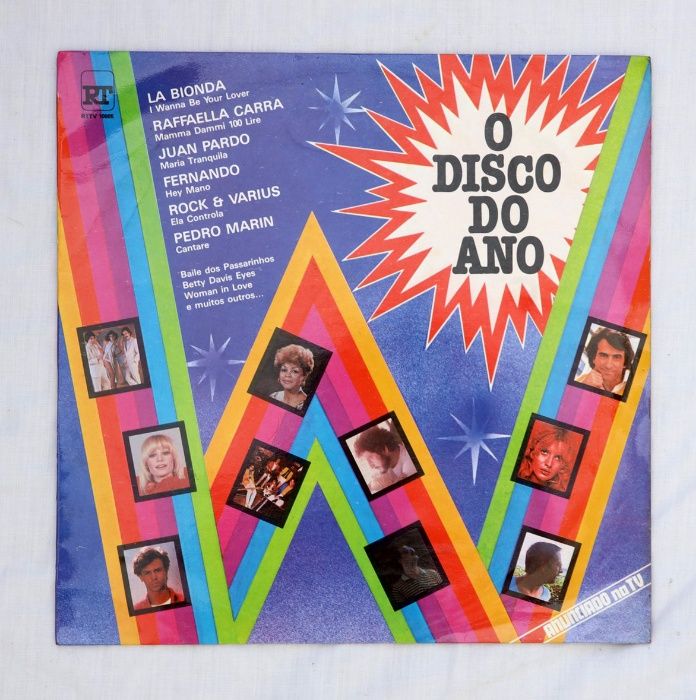 RT
LA BIONDA
I Wanna Be Your Lover
RAFFAELLA CARRA
Mamma Dammi 100 Lire
JUAN PARDO
Maria Tranquila
FERNANDO
Hey Mano
ROCK & VARIUS
Ela Controla
PEDRO MARIN
Cantare
Baile dos Passarinhos
Betty Davis Eyes
Woman in Love
e muitos outros...
O
DISCO
DO
ANO
ANUNCIADO na TV